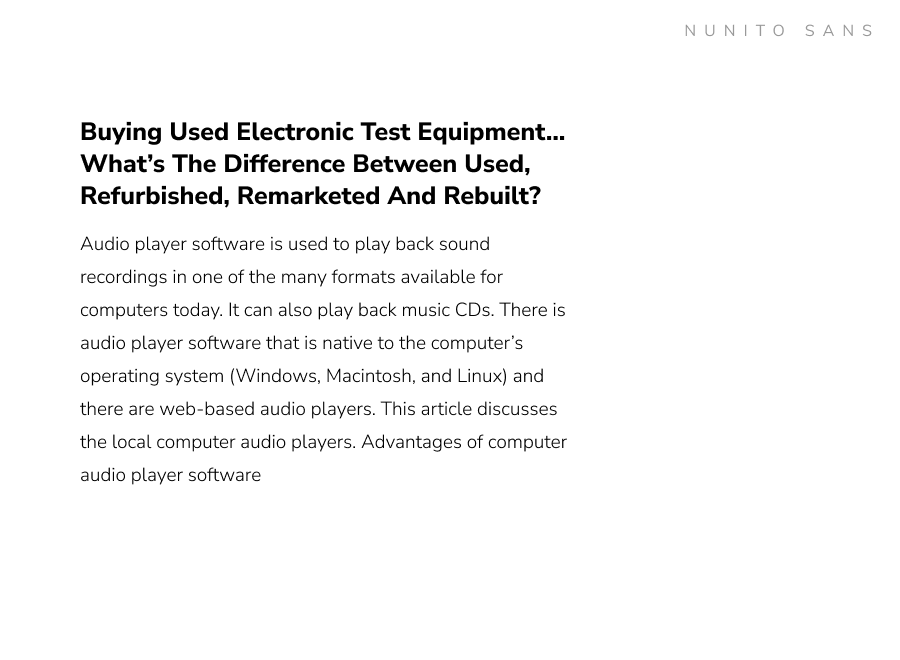 NUNITO SANS
Buying Used Electronic Test Equipment...
What’s The Difference Between Used,
Refurbished, Remarketed And Rebuilt?
Audio player software is used to play back sound
recordings in one of the many formats available for
computers today. It can also play back music CDs. There is
audio player software that is native to the computer’s
operating system (Windows, Macintosh, and Linux) and
there are web-based audio players. This article discusses
the local computer audio players. Advantages of computer
audio player software